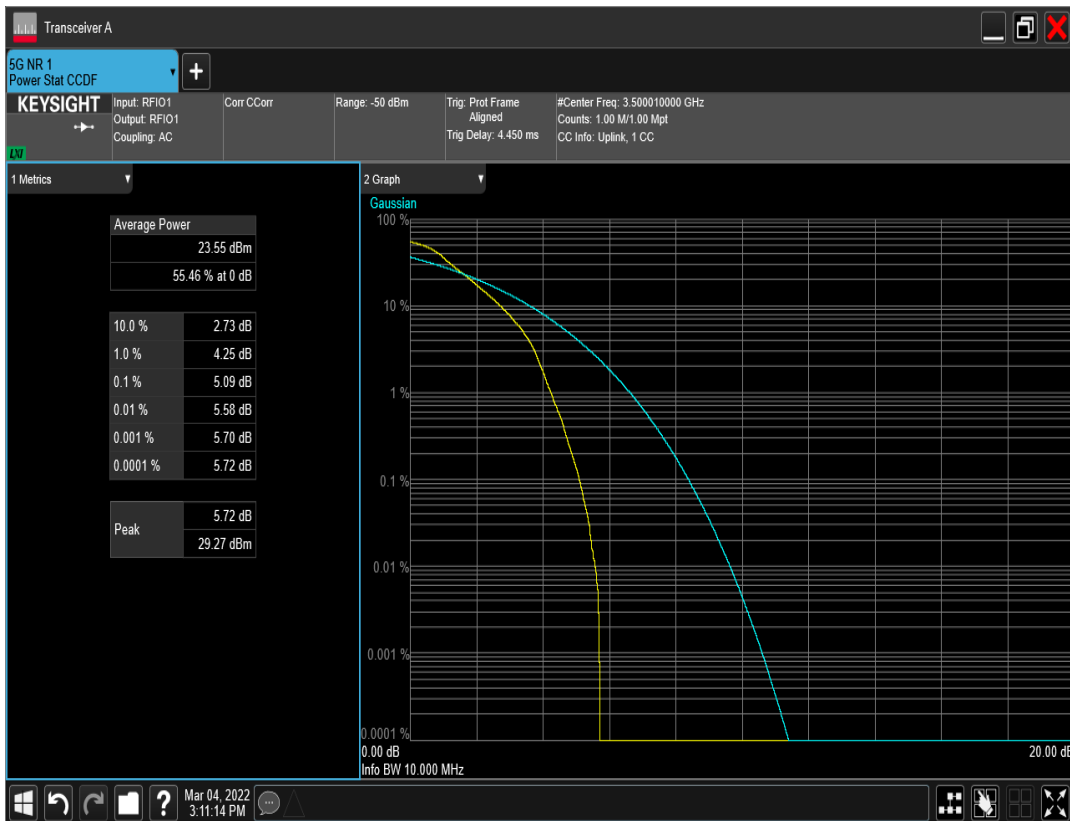 Transceiver A
5G NR 1
Power Stat CCDF
+
KEYSIGHT
LXI
Input: RFIO1
Output: RFIO1
Coupling: AC
Corr CCorr
Range: -50 dBm
Trig: Prot Frame
Aligned
Trig Delay: 4.450 ms
#Center Freq: 3.500010000 GHz
Counts: 1.00 M/1.00 Mpt
CC Info: Uplink, 1 CC
1 Metrics
Average Power
23.55 dBm
55.46 % at 0 dB
10.0 % 2.73 dB
1.0 % 4.25 dB
0.1 % 5.09 dB
0.01 % 5.58 dB
0.001 % 5.70 dB
0.0001 % 5.72 dB
Peak
5.72 dB
29.27 dBm
2 Graph
Gaussian
100 %
10 %
1 %
0.1 %
0.01 %
0.001 %
0.0001 %
0.00 dB 20.00 dB
Info BW 10.000 MHz
?
Mar 04, 2022
3:11:14 PM